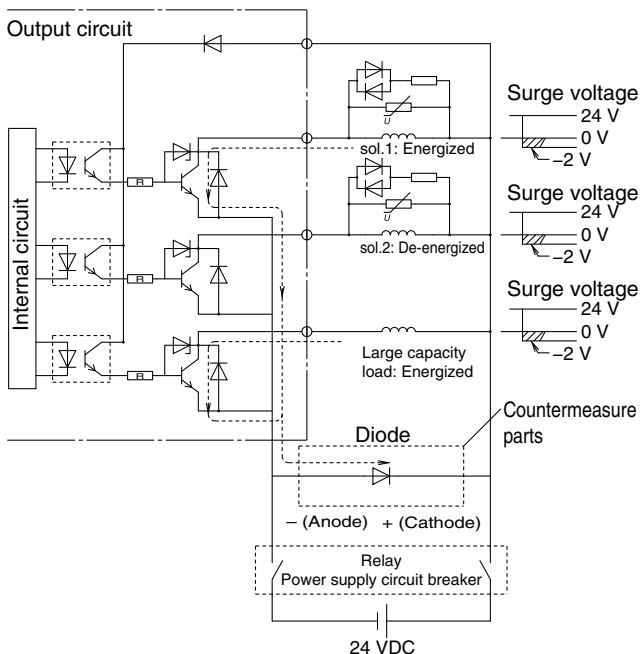 Output circuit
Internal circuit
R
R
R
U
sol.1: Energized
U
sol.2: De-energized
Large capacity
load: Energized
Surge voltage
24 V
0 V
−2 V
Surge voltage
24 V
0 V
−2 V
Surge voltage
24 V
0 V
−2 V
Countermeasure
parts
Diode
− (Anode) + (Cathode)
Relay
Power supply circuit breaker
24 VDC